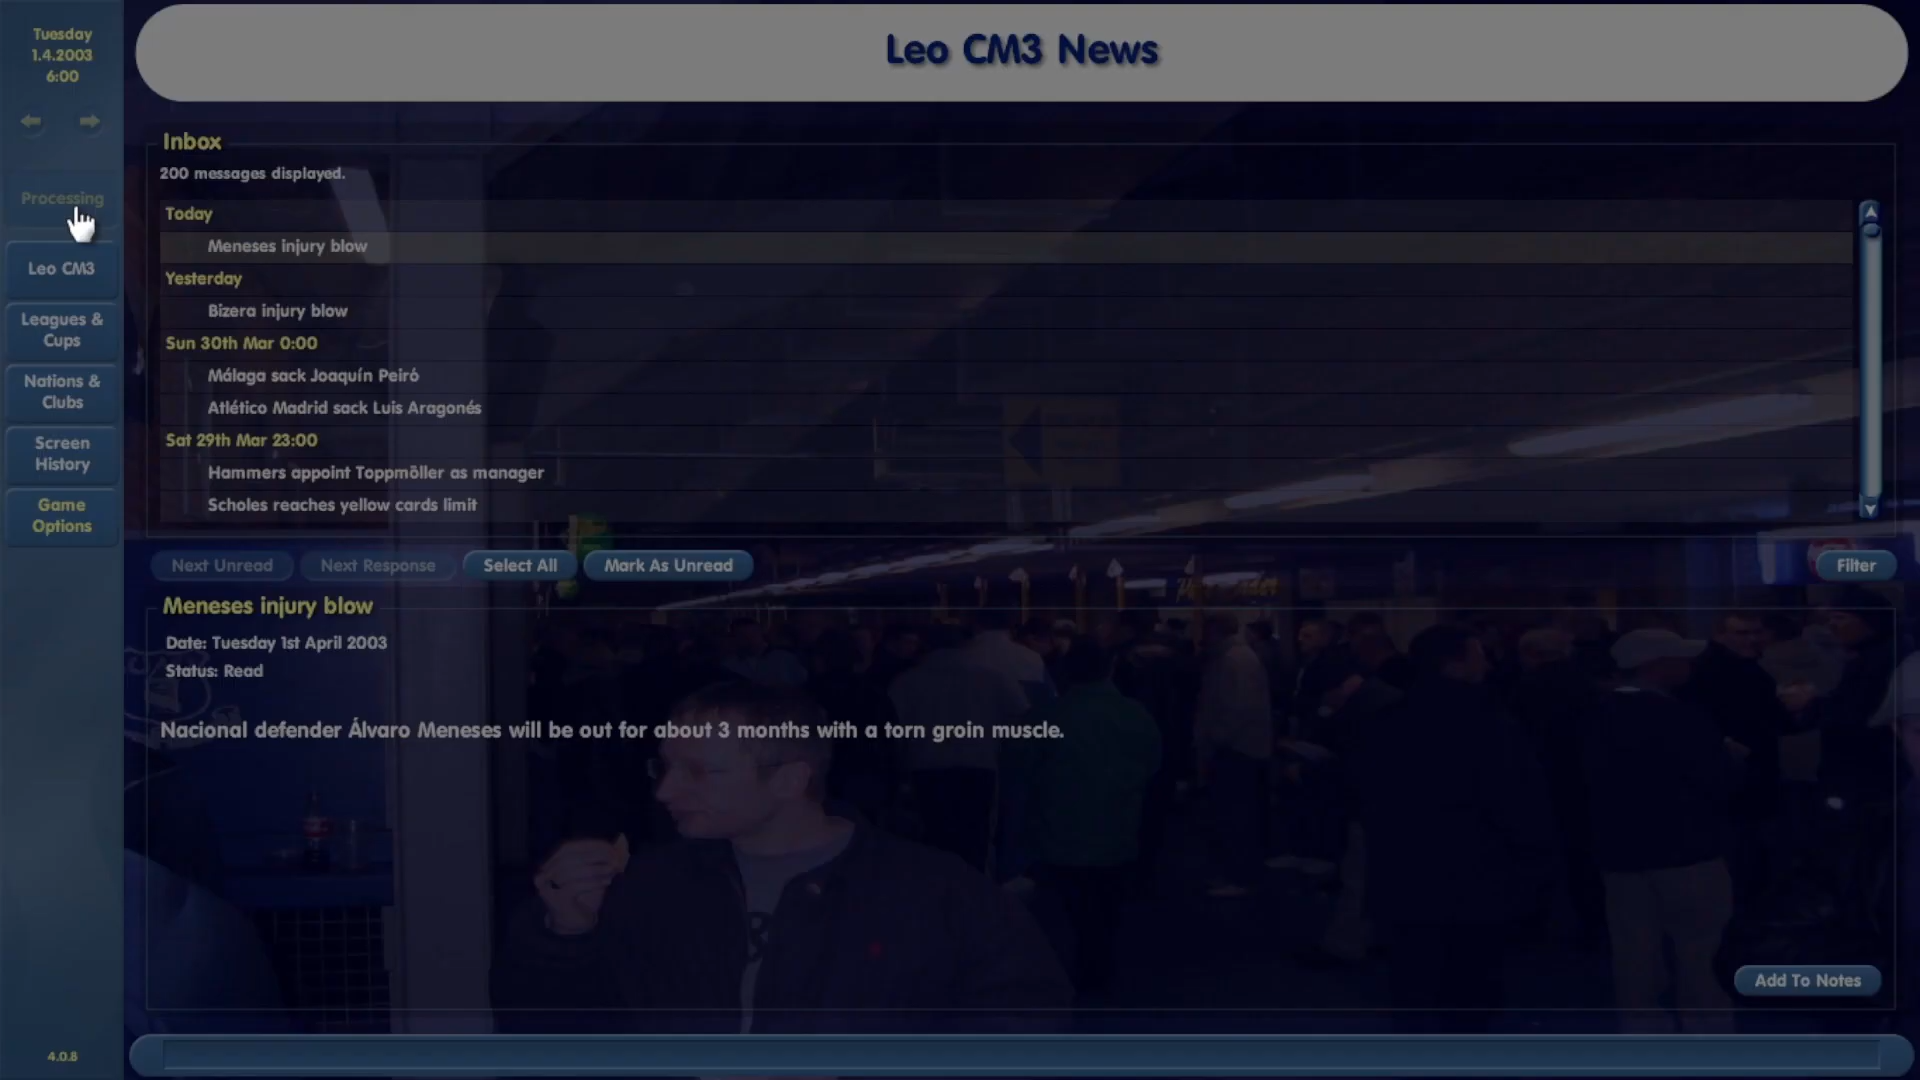 Tuesday
1.4.2003
6:00
Processing
Leo CM3
Leagues &
Cups
Nations &
Clubs
Screen
History
Game
Options
4.0.8
Leo CM3 News
Inbox
200 messages displayed.
Today
Meneses injury blow
Yesterday
Bizera injury blow
Sun 30th Mar 0:00
Málaga sack Joaquín Peiró
Atlético Madrid sack Luis Aragonés
Sat 29th Mar 23:00
Hammers appoint Toppmöller as manager
Scholes reaches yellow cards limit
Next Unread
Next Response
Select All
Mark As Unread
Filter
Meneses injury blow
Date: Tuesday 1st April 2003
Status: Read
Nacional defender Álvaro Meneses will be out for about 3 months with a torn groin muscle.
Add To Notes